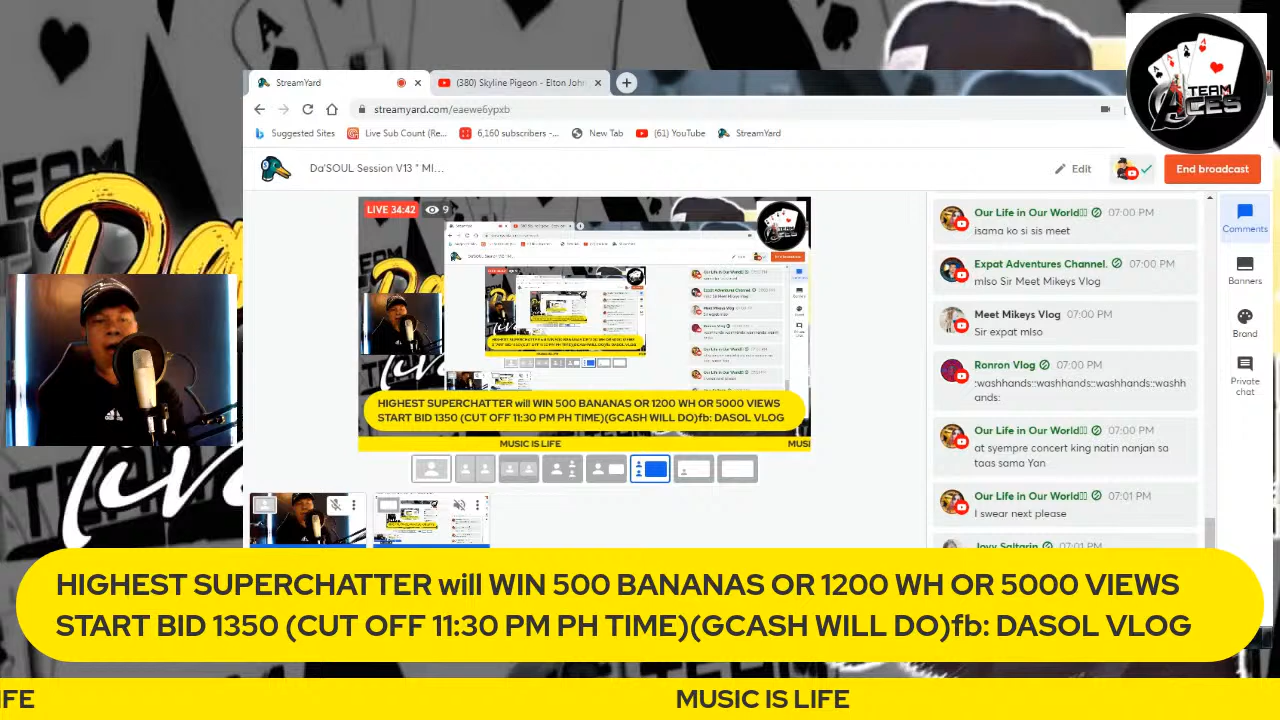 StreamYard
(380) Skyline Pigeon - Elton John
streamyard.com/eaewe6ypxb
Suggested Sites
Live Sub Count (Re...
6,160 subscribers -...
New Tab
(61) YouTube
StreamYard
TEAM
ACES
Da'SOUL Session V13 " MI...
Edit
End broadcast
LIVE 34:42
9
Our Life in Our World 07:00 PM
isama ko si sis meet
Expat Adventures Channel. 07:00 PM
mlso Sir Meet Mikeys Vlog
Meet Mikeys Vlog 07:00 PM
Sir expat mlso
Ronron Vlog 07:00 PM
:washhands::washhands::washhands::washh
ands:
Our Life in Our World 07:00 PM
at syempre concert king natin nanjan sa
taas sama Yan
Our Life in Our World 07:01 PM
I swear next please
Jovy Saltarin 07:01 PM
Comments
Banners
Brand
Private
chat
HIGHEST SUPERCHATTER will WIN 500 BANANAS OR 1200 WH OR 5000 VIEWS
START BID 1350 (CUT OFF 11:30 PM PH TIME)(GCASH WILL DO)fb: DASOL VLOG
MUSIC IS LIFE
MUS
HIGHEST SUPERCHATTER will WIN 500 BANANAS OR 1200 WH OR 5000 VIEWS
START BID 1350 (CUT OFF 11:30 PM PH TIME)(GCASH WILL DO)fb: DASOL VLOG
IFE
MUSIC IS LIFE